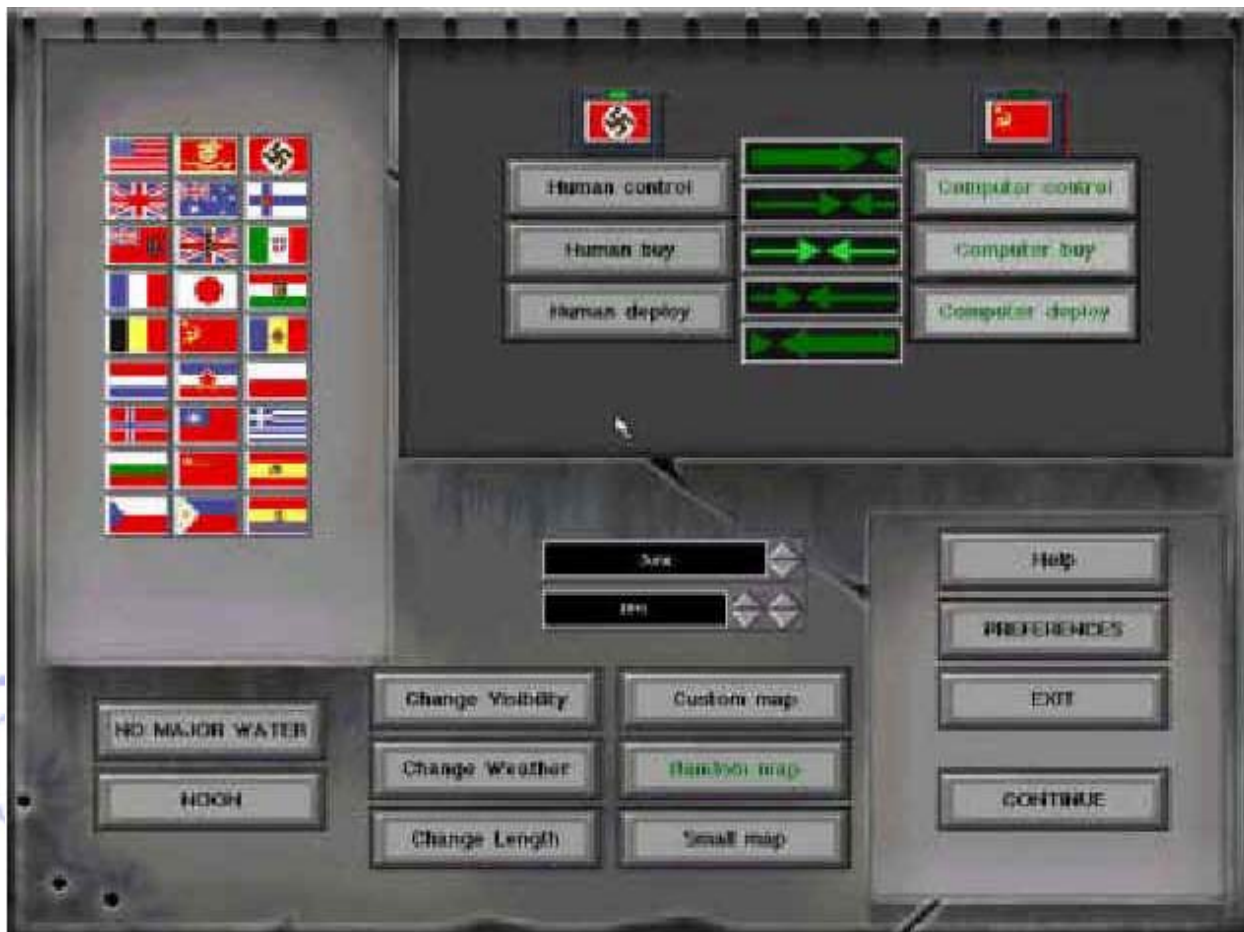 Human control
Computer control
Human buy
Computer buy
Human deploy
Computer deploy
June
Help
PREFERENCES
Change Visibility
Custom map
EXIT
NO MAJOR WATER
Change Weather
Random map
NOON
CONTINUE
Change Length
Small map